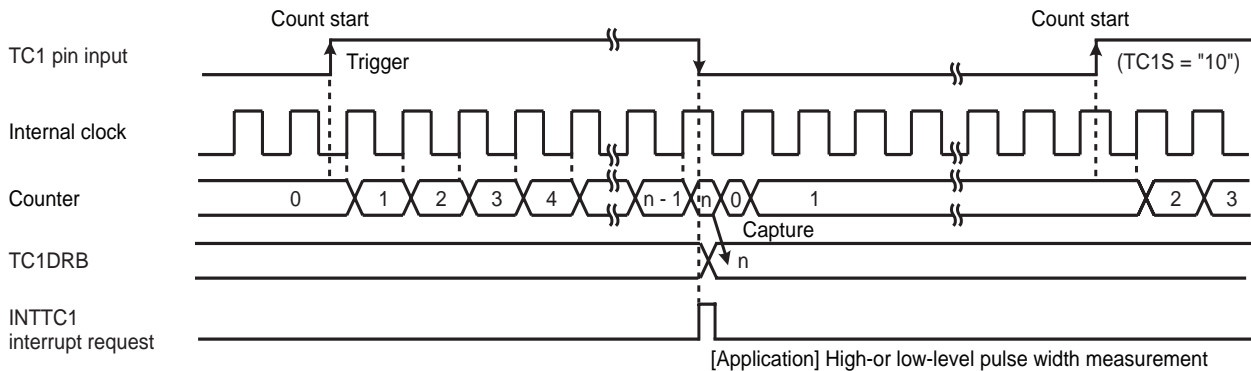 Count start
Count start
TC1 pin input
Trigger
(TC1S = "10")
Internal clock
Counter
0 1 2 3 4 n - 1 n 0 1 2 3
Capture
TC1DRB
n
INTTC1
interrupt request
[Application] High-or low-level pulse width measurement